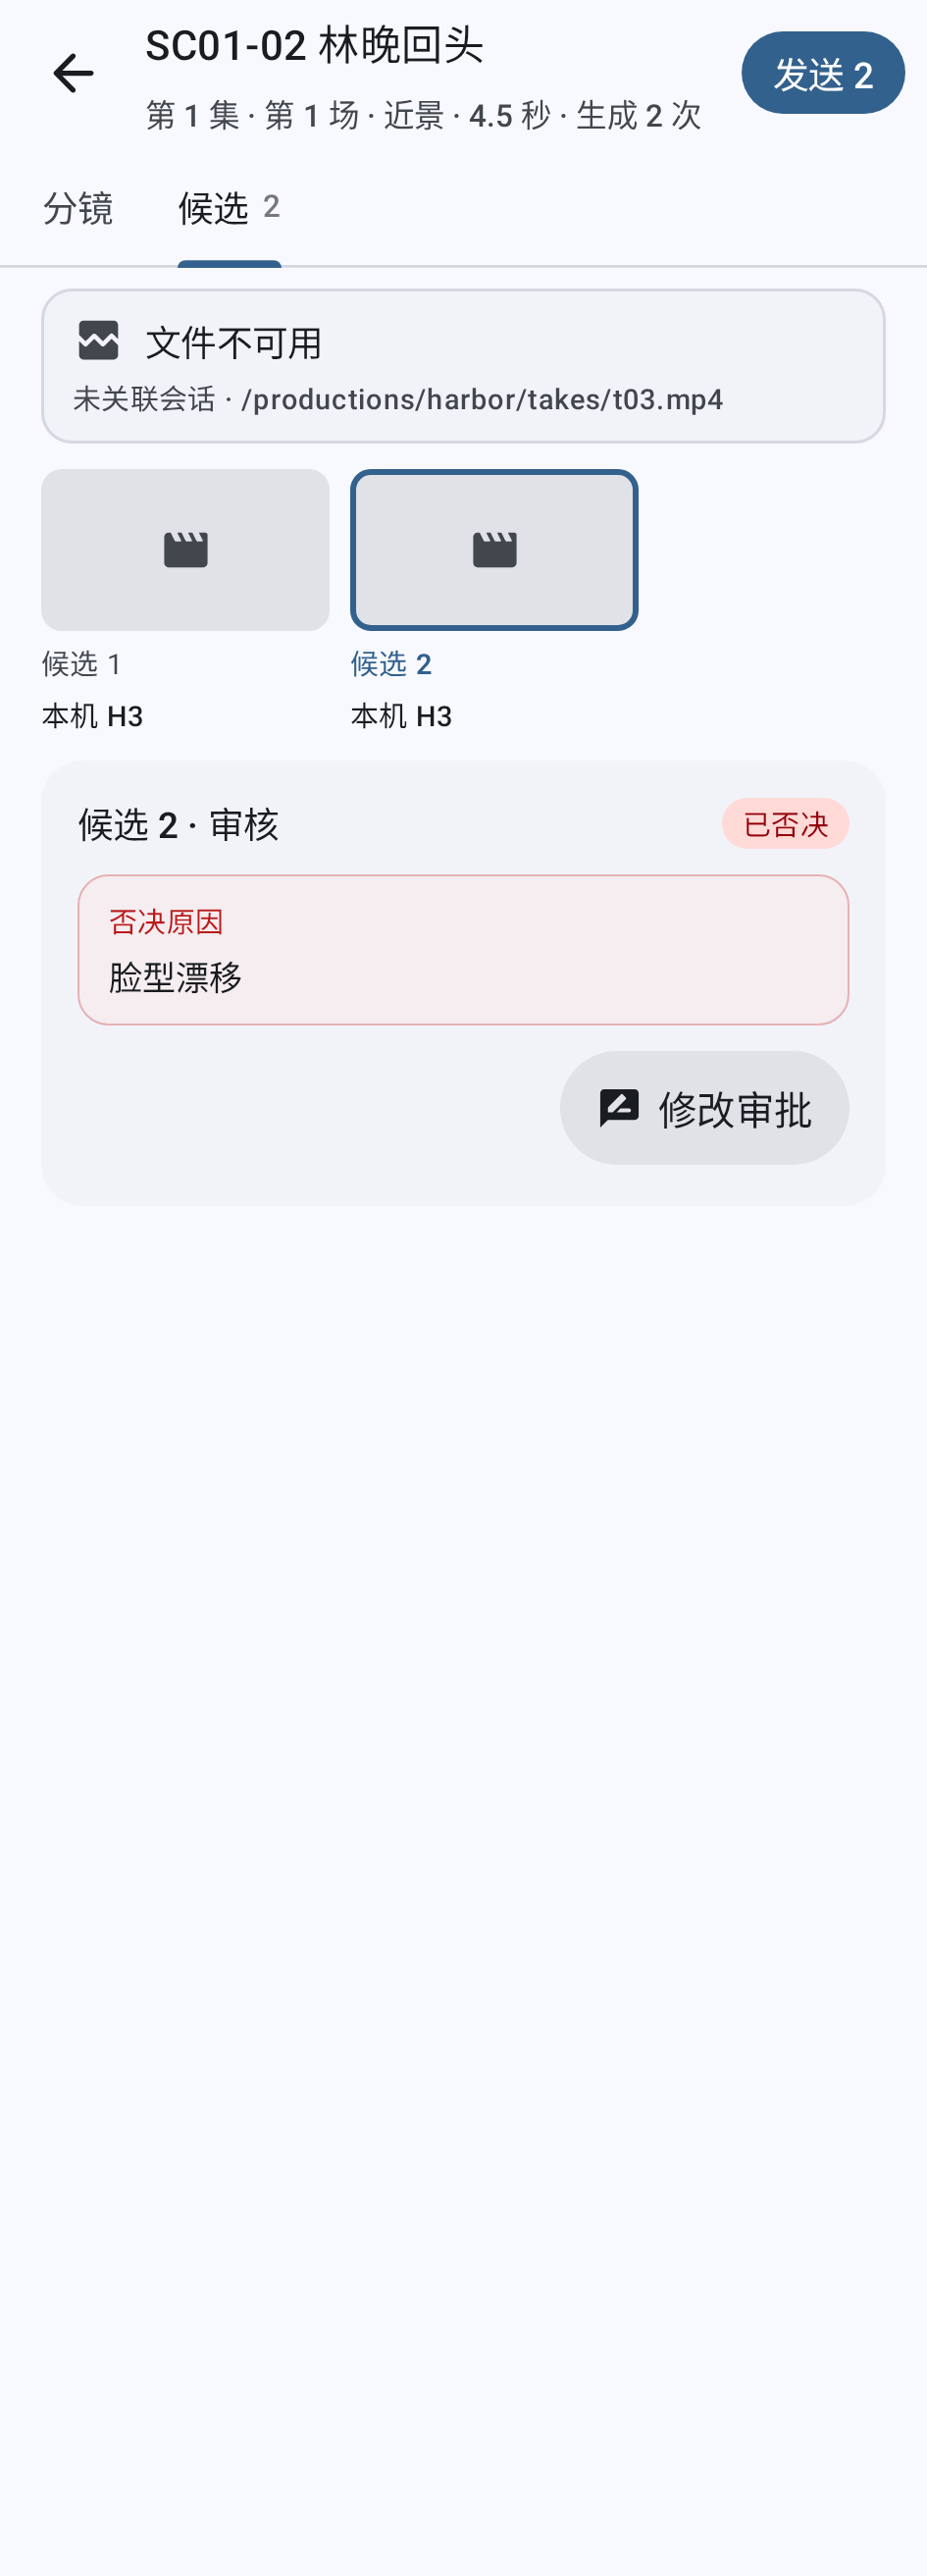 SC01-02 林晚回头
第 1 集 · 第 1 场 · 近景 · 4.5 秒 · 生成 2 次
发送 2
分镜
候选 2
文件不可用
未关联会话 · /productions/harbor/takes/t03.mp4
候选 1
本机 H3
候选 2
本机 H3
候选 2 · 审核
已否决
否决原因
脸型漂移
修改审批